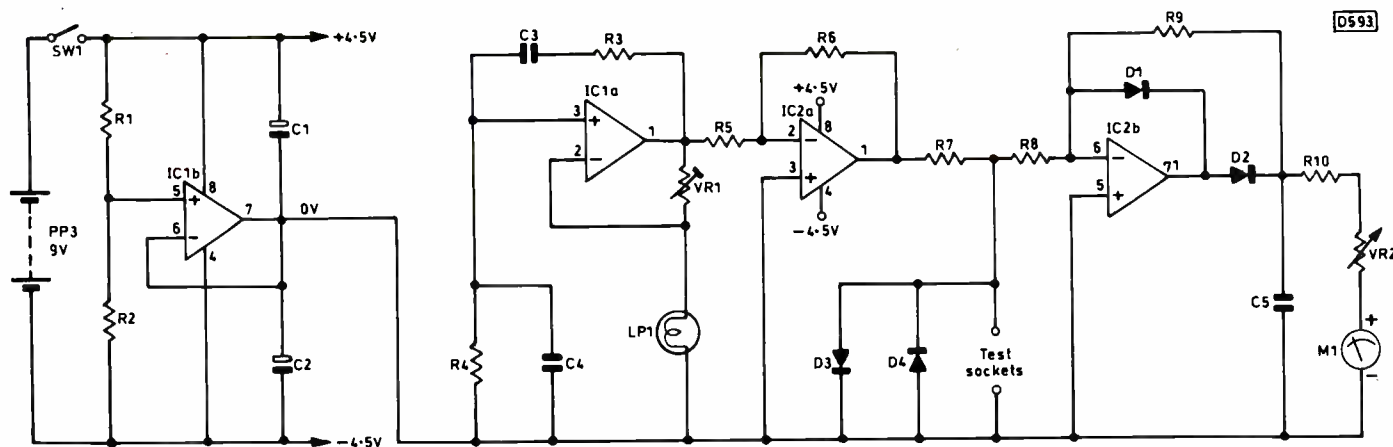 D593
SW1
+4·5V
R1
C1
IC1b
5
+
8
6
−
4
7
0V
PP3
9V
R2
C2
−4·5V
C3
R3
IC1a
3
+
2
−
1
VR1
R4
C4
LP1
R5
R6
+4·5V
IC2a
8
2
−
3
+
4
1
−4·5V
R7
D3
D4
Test
sockets
R8
R9
D1
IC2b
6
−
5
+
71
D2
R10
VR2
C5
+
M1
−